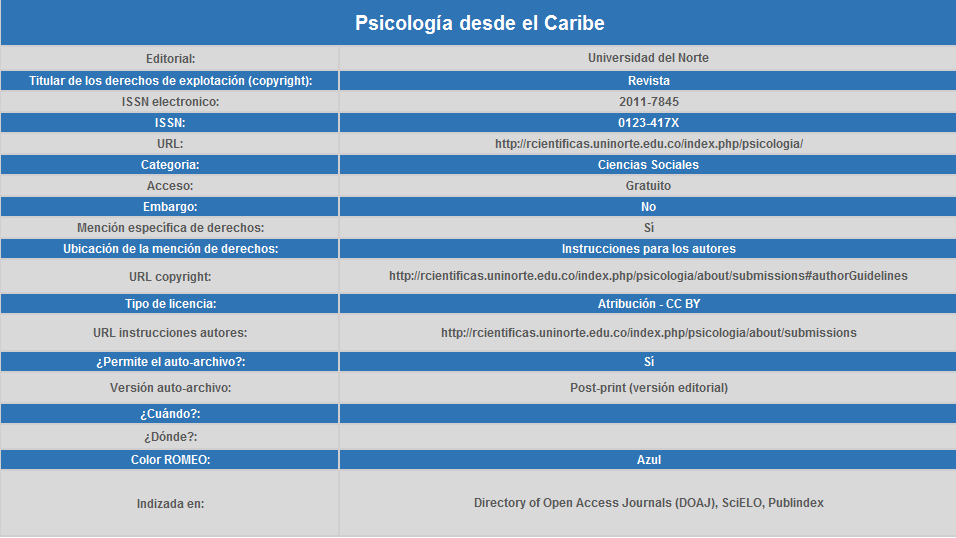 Psicología desde el Caribe
Editorial: Universidad del Norte
Titular de los derechos de explotación (copyright): Revista
ISSN electronico: 2011-7845
ISSN: 0123-417X
URL: http://rcientificas.uninorte.edu.co/index.php/psicologia/
Categoria: Ciencias Sociales
Acceso: Gratuito
Embargo: No
Mención específica de derechos: Sì
Ubicación de la mención de derechos: Instrucciones para los autores
URL copyright: http://rcientificas.uninorte.edu.co/index.php/psicologia/about/submissions#authorGuidelines
Tipo de licencia: Atribución - CC BY
URL instrucciones autores: http://rcientificas.uninorte.edu.co/index.php/psicologia/about/submissions
¿Permite el auto-archivo?: Sí
Versión auto-archivo: Post-print (versión editorial)
¿Cuándo?:
¿Dónde?:
Color ROMEO: Azul
Indizada en: Directory of Open Access Journals (DOAJ), SciELO, Publindex